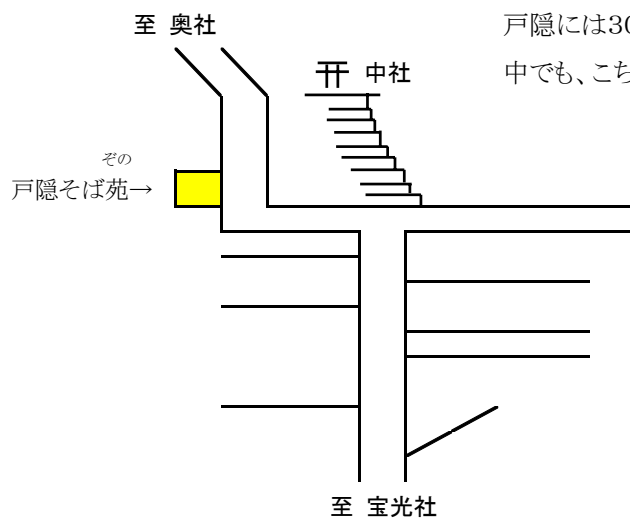 至 奥社
戸隠には30
中でも、こち
中社
ぞの
戸隠そば苑→
至 宝光社